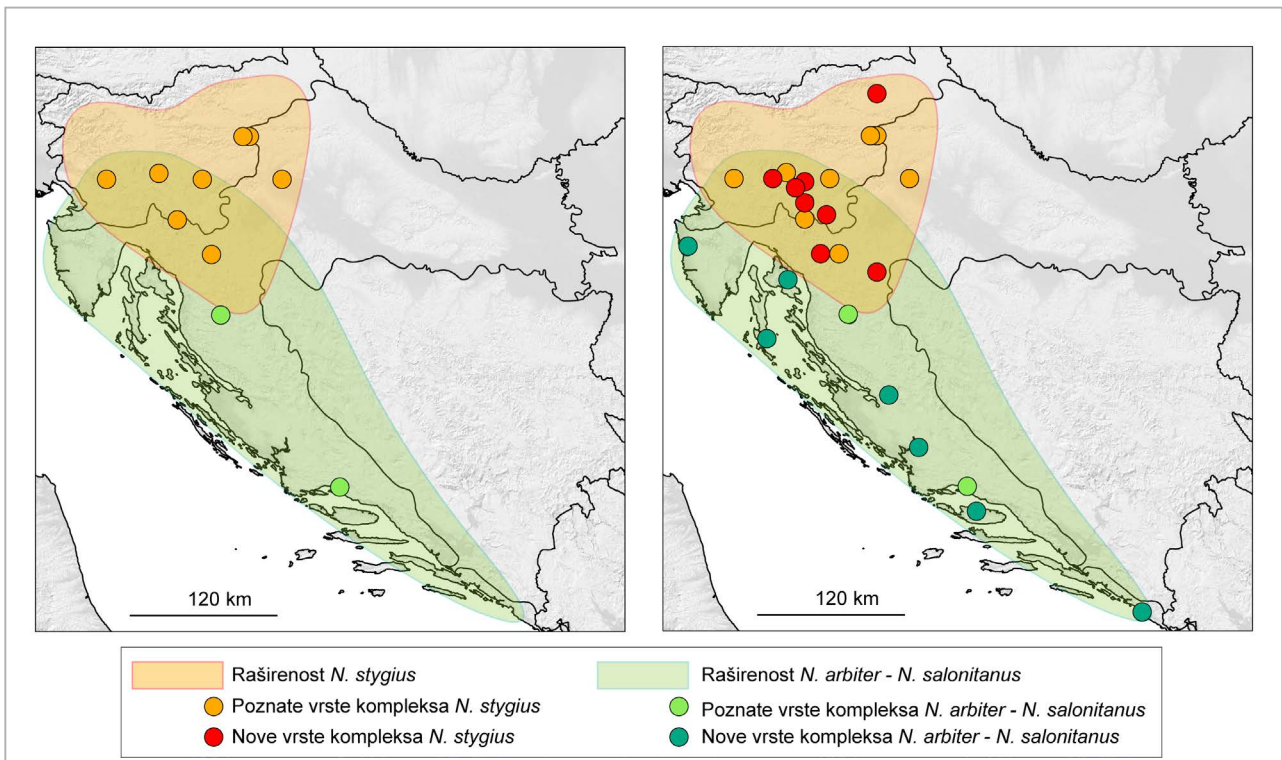 120 km
120 km
Raširenost N. stygius
Raširenost N. arbiter - N. salonitanus
Poznate vrste kompleksa N. stygius
Poznate vrste kompleksa N. arbiter - N. salonitanus
Nove vrste kompleksa N. stygius
Nove vrste kompleksa N. arbiter - N. salonitanus